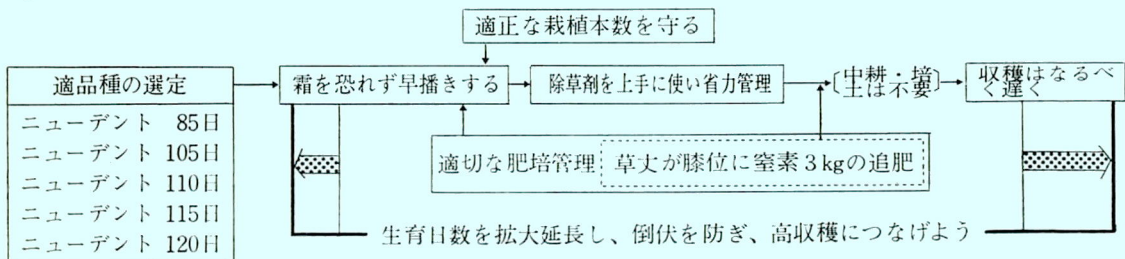 適正な栽植本数を守る
適品種の選定
霜を恐れず早播きする
除草剤を上手に使い省力管理
〔中耕・培
土は不要〕
収穫はなるべ
く遅く
ニューデント 85日
ニューデント 105日
ニューデント 110日
ニューデント 115日
ニューデント 120日
適切な肥培管理 草丈が膝位に窒素3kgの追肥
生育日数を拡大延長し、倒伏を防ぎ、高収穫につなげよう